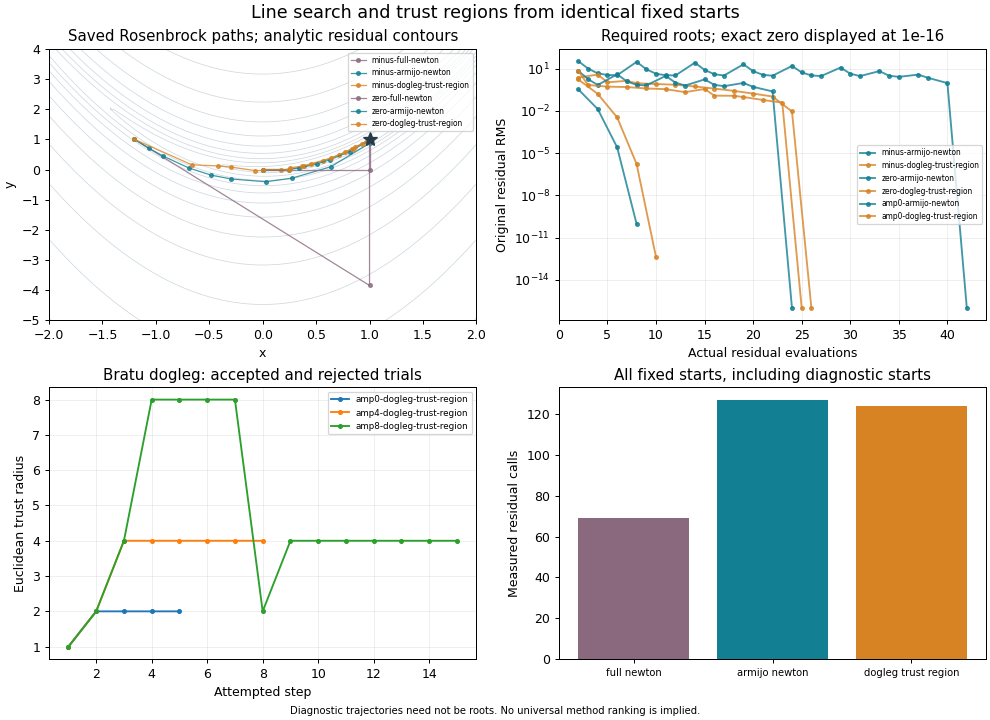 Line search and trust regions from identical fixed starts
Saved Rosenbrock paths; analytic residual contours
4
3
2
1
0
−1
−2
−3
−4
−5
y
−2.0 −1.5 −1.0 −0.5 0.0 0.5 1.0 1.5 2.0
x
minus-full-newton
minus-armijo-newton
minus-dogleg-trust-region
zero-full-newton
zero-armijo-newton
zero-dogleg-trust-region
Required roots; exact zero displayed at 1e-16
10^1
10^−2
10^−5
10^−8
10^−11
10^−14
Original residual RMS
0 5 10 15 20 25 30 35 40
Actual residual evaluations
minus-armijo-newton
minus-dogleg-trust-region
zero-armijo-newton
zero-dogleg-trust-region
amp0-armijo-newton
amp0-dogleg-trust-region
Bratu dogleg: accepted and rejected trials
8
7
6
5
4
3
2
1
Euclidean trust radius
2 4 6 8 10 12 14
Attempted step
amp0-dogleg-trust-region
amp4-dogleg-trust-region
amp8-dogleg-trust-region
All fixed starts, including diagnostic starts
120
100
80
60
40
20
0
Measured residual calls
full newton armijo newton dogleg trust region
Diagnostic trajectories need not be roots. No universal method ranking is implied.